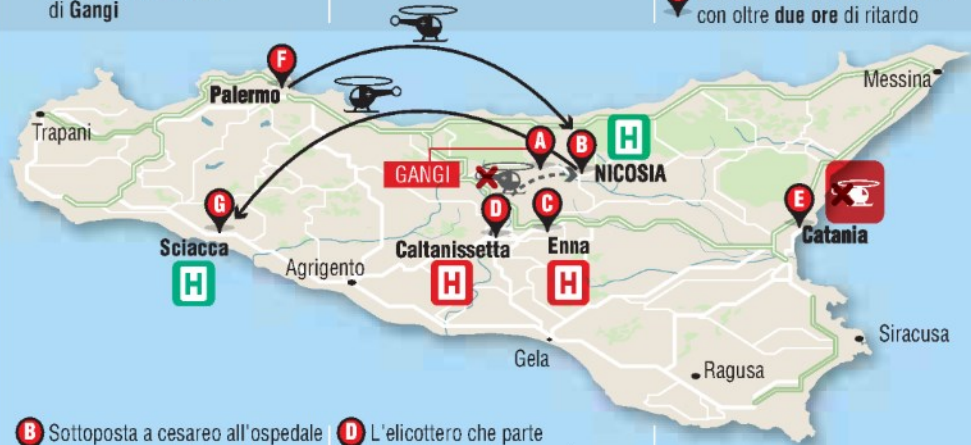 di Gangi
con oltre due ore di ritardo
F
Palermo
Messina
Trapani
A
B
H
GANGI
NICOSIA
G
D
C
E
Sciacca
Caltanissetta
Enna
Catania
H
Agrigento
H
H
Gela
Siracusa
Ragusa
B Sottoposta a cesareo all'ospedale
D L'elicottero che parte